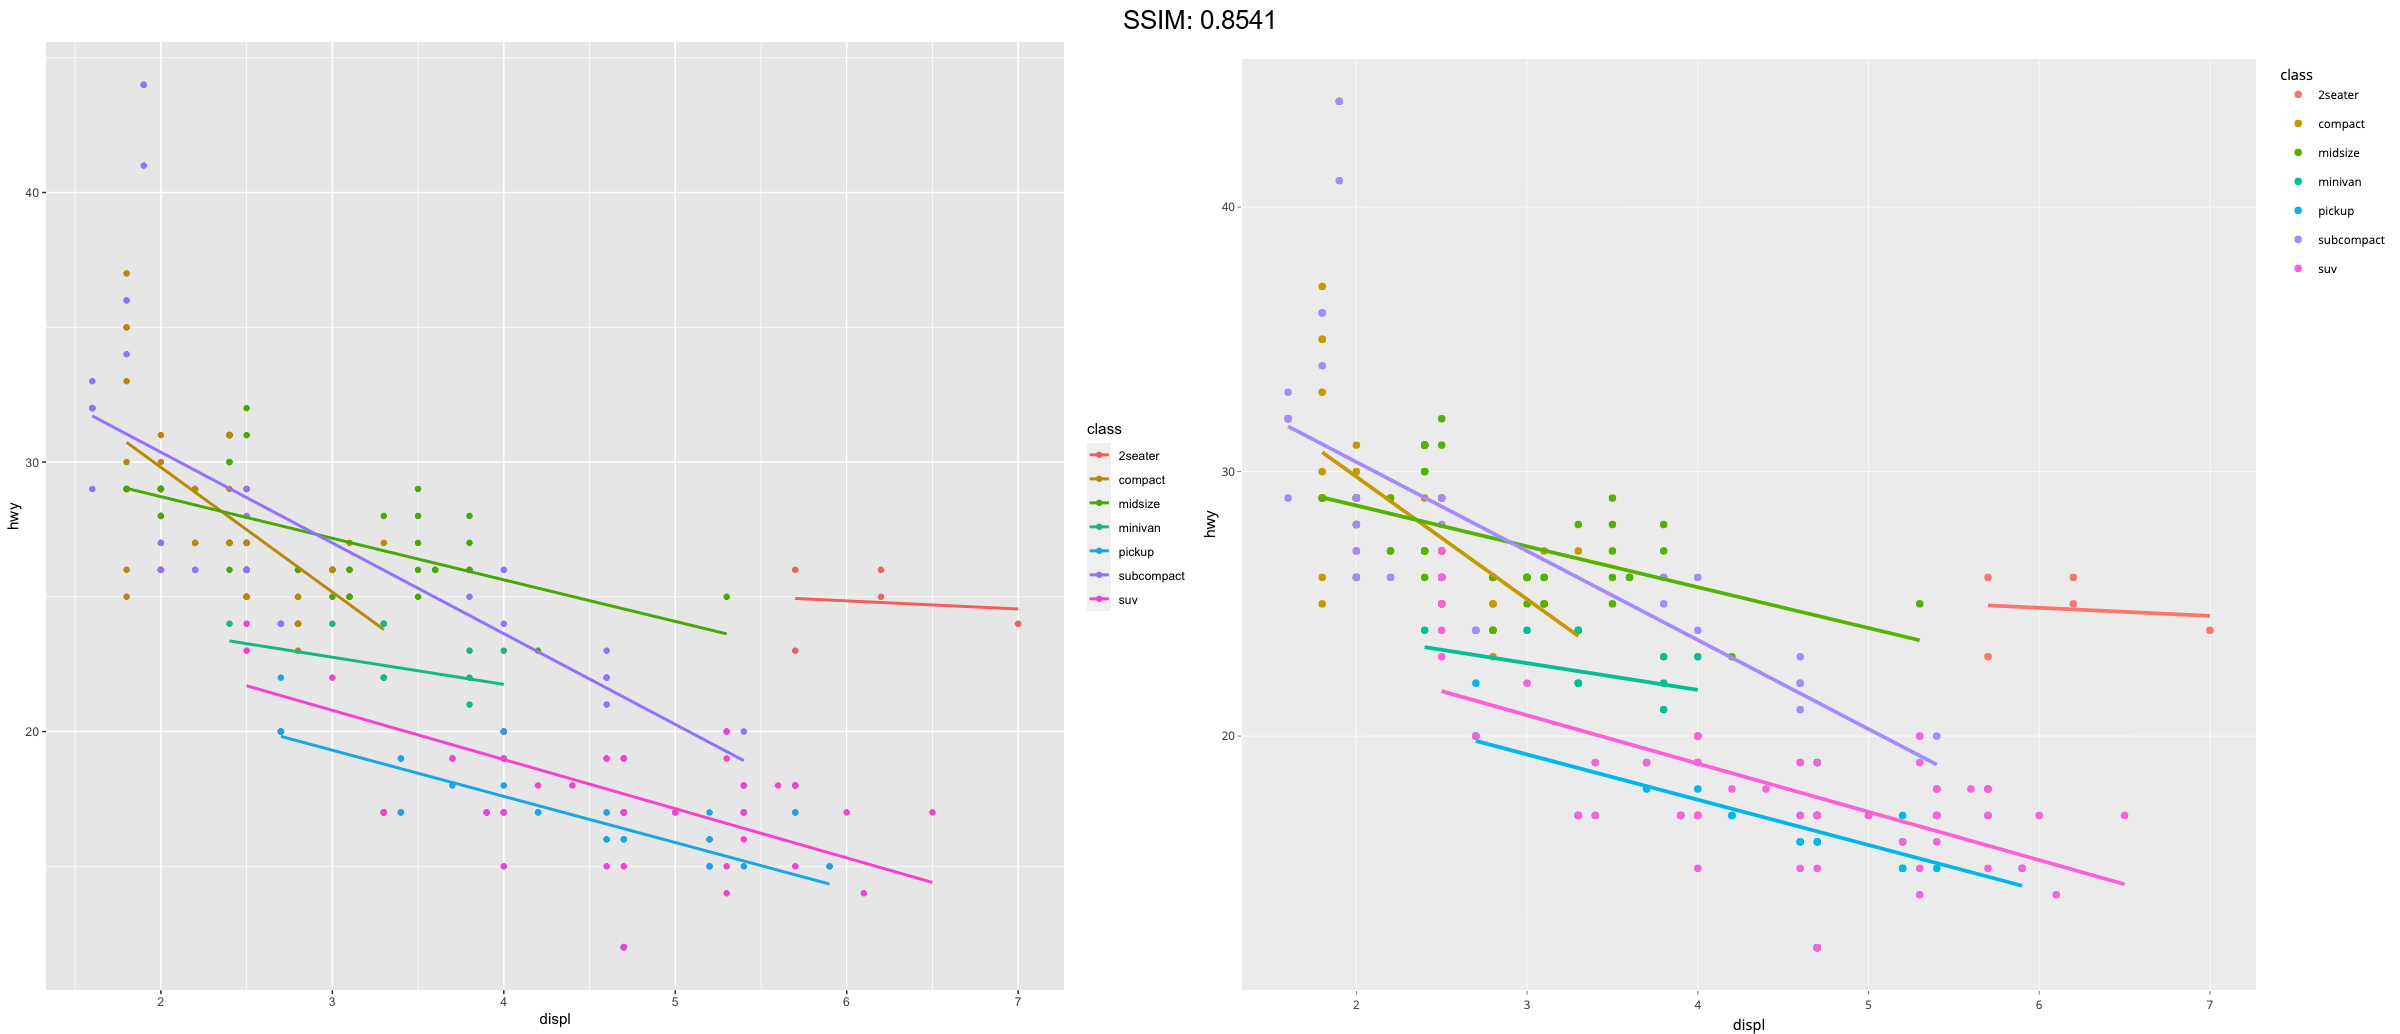 SSIM: 0.8541
hwy
40
30
20
2 3 4 5 6 7
displ
class
2seater
compact
midsize
minivan
pickup
subcompact
suv
hwy
40
30
20
2 3 4 5 6 7
displ
class
2seater
compact
midsize
minivan
pickup
subcompact
suv